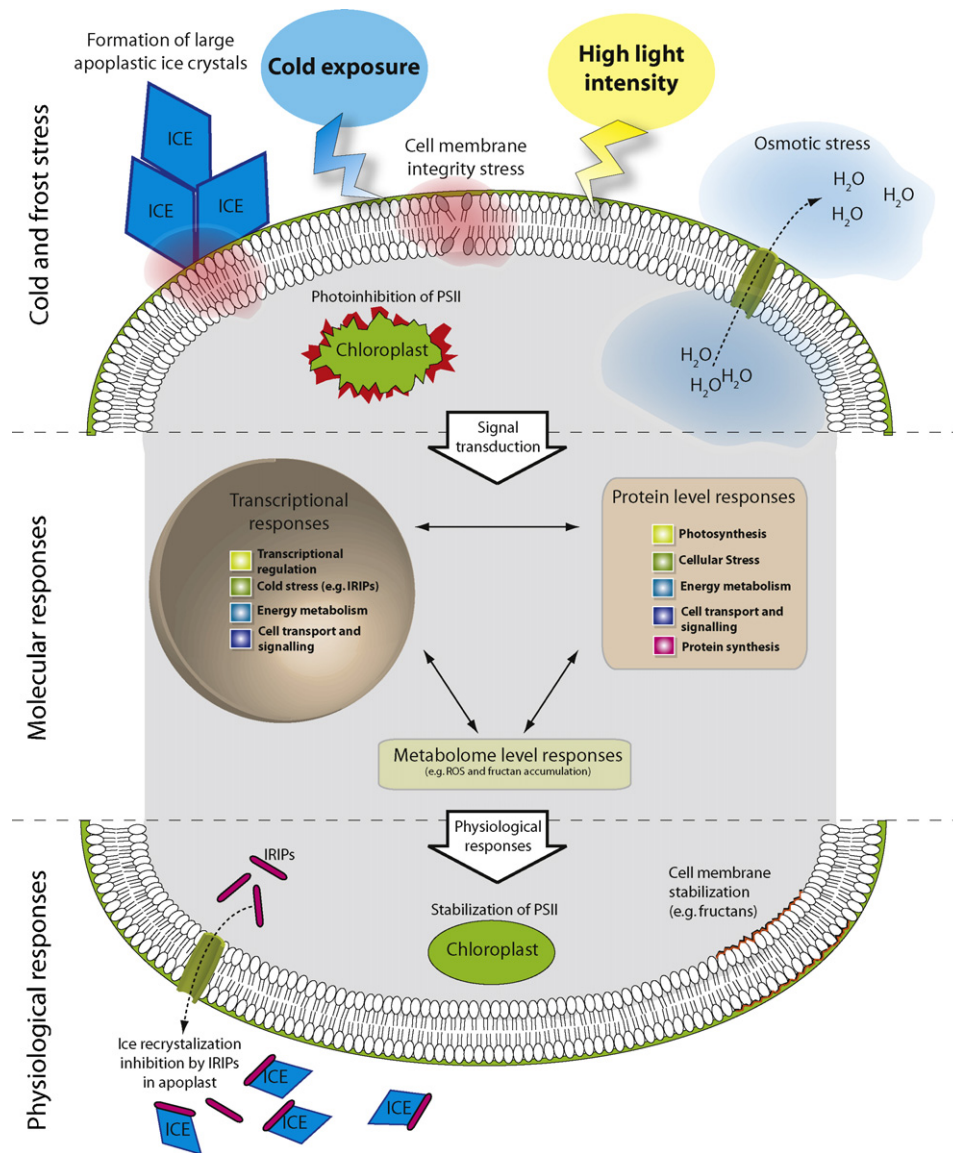 Formation of large
apoplastic ice crystals
Cold exposure
High light
intensity
ICE
ICE
ICE
Cell membrane
integrity stress
Osmotic stress
H2O
H2O
H2O
Photoinhibition of PSII
Chloroplast
H2O
H2O
H2O
Cold and frost stress
Signal
transduction
Transcriptional
responses
Transcriptional
regulation
Cold stress (e.g. IRIPs)
Energy metabolism
Cell transport and
signalling
Protein level responses
Photosynthesis
Cellular Stress
Energy metabolism
Cell transport and
signalling
Protein synthesis
Metabolome level responses
(e.g. ROS and fructan accumulation)
Molecular responses
Physiological
responses
IRIPs
Stabilization of PSII
Chloroplast
Cell membrane
stabilization
(e.g. fructans)
Ice recrystalization
inhibition by IRIPs
in apoplast
ICE
ICE
ICE
ICE
Physiological responses